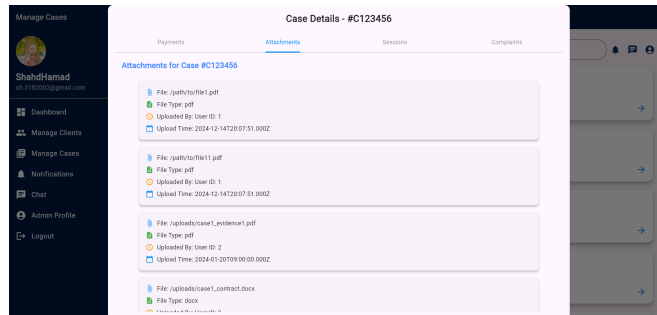 Manage Cases
ShahdHamad
sh.3182002@gmail.com
Dashboard
Manage Clients
Manage Cases
Notifications
Chat
Admin Profile
Logout
Case Details - #C123456
Payments
Attachments
Sessions
Complaints
Attachments for Case #C123456
File: /path/to/file1.pdf
File Type: pdf
Uploaded By: User ID: 1
Upload Time: 2024-12-14T20:07:51.000Z
File: /path/to/file11.pdf
File Type: pdf
Uploaded By: User ID: 1
Upload Time: 2024-12-14T20:07:51.000Z
File: /uploads/case1_evidence1.pdf
File Type: pdf
Uploaded By: User ID: 2
Upload Time: 2024-01-20T09:00:00.000Z
File: /uploads/case1_contract.docx
File Type: docx